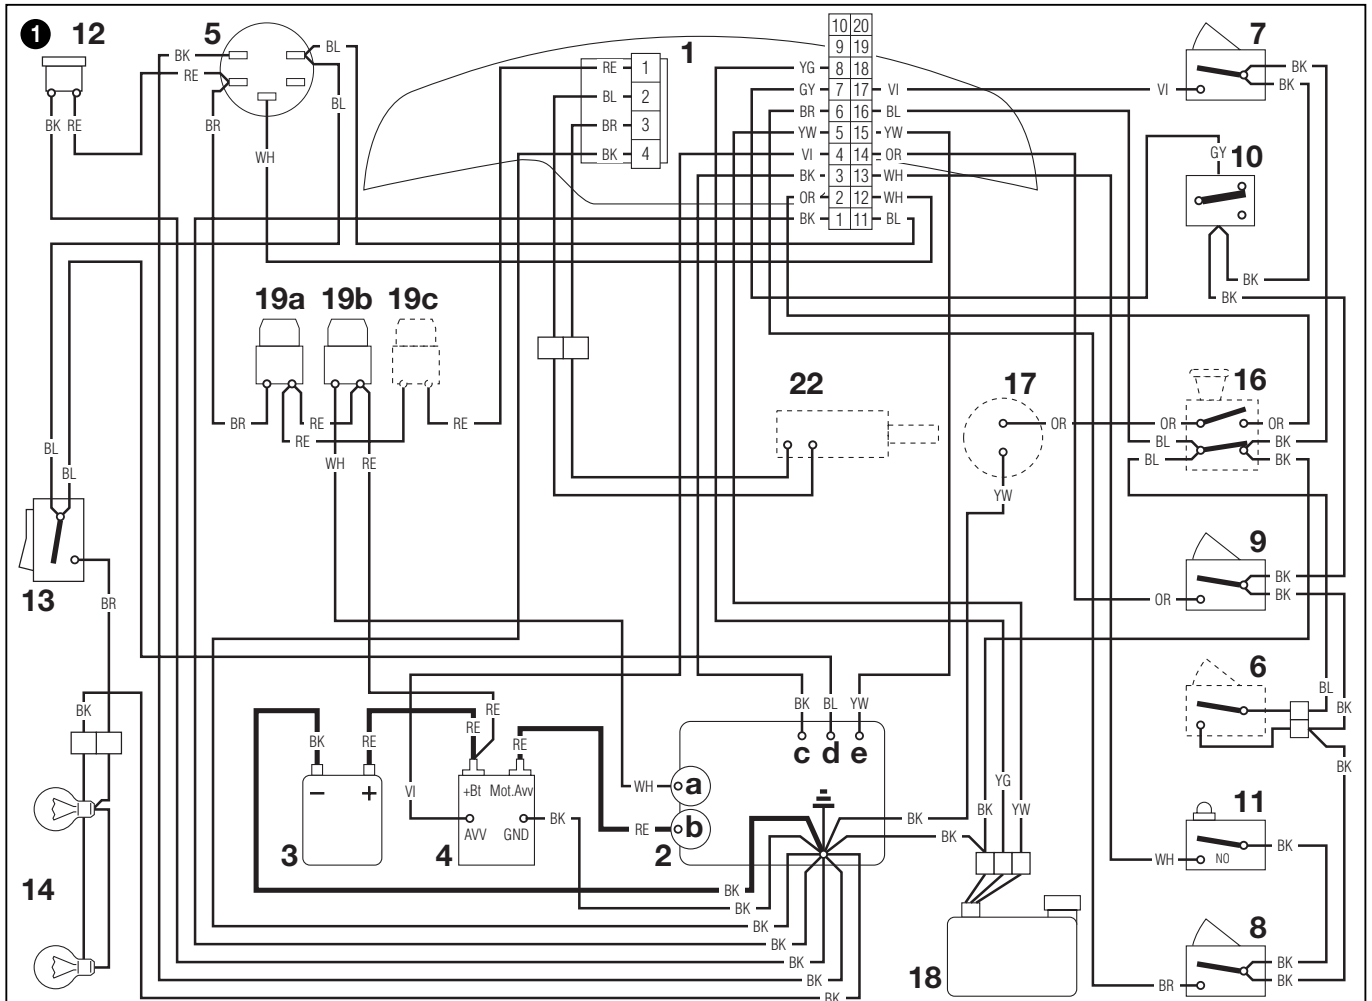 1 12 5 1 7
BK BL
RE
10 20
9 19
RE 1
YG 8 18
BK
GY 7 17 VI VI
BK
BL 2
BL
BR 6 16 BL
BK RE BR
BR 3
YW 5 15 YW
WH
BK 4
VI 4 14 OR
GY 10
BK 3 13 WH
OR 2 12 WH
BK 1 11 BL
BK
BK
19a 19b 19c
22 17 16
BR RE RE
RE
OR OR OR
BL BK
BL BK
WH RE
BL
BL
YW
9
BK
BK
13
BR
OR
6
BL
BK
BK
RE
BK BL YW
c d e
BK RE RE RE
BK
− +
+Bt Mot.Avv
VI
WH a
YG
BK YW
11
AVV GND
BK
RE b
BK
BK
3 4 2
BK
WH NO
14
BK
BK
BK
BK
BK
BK
BK
18
8
BK
BK
BR